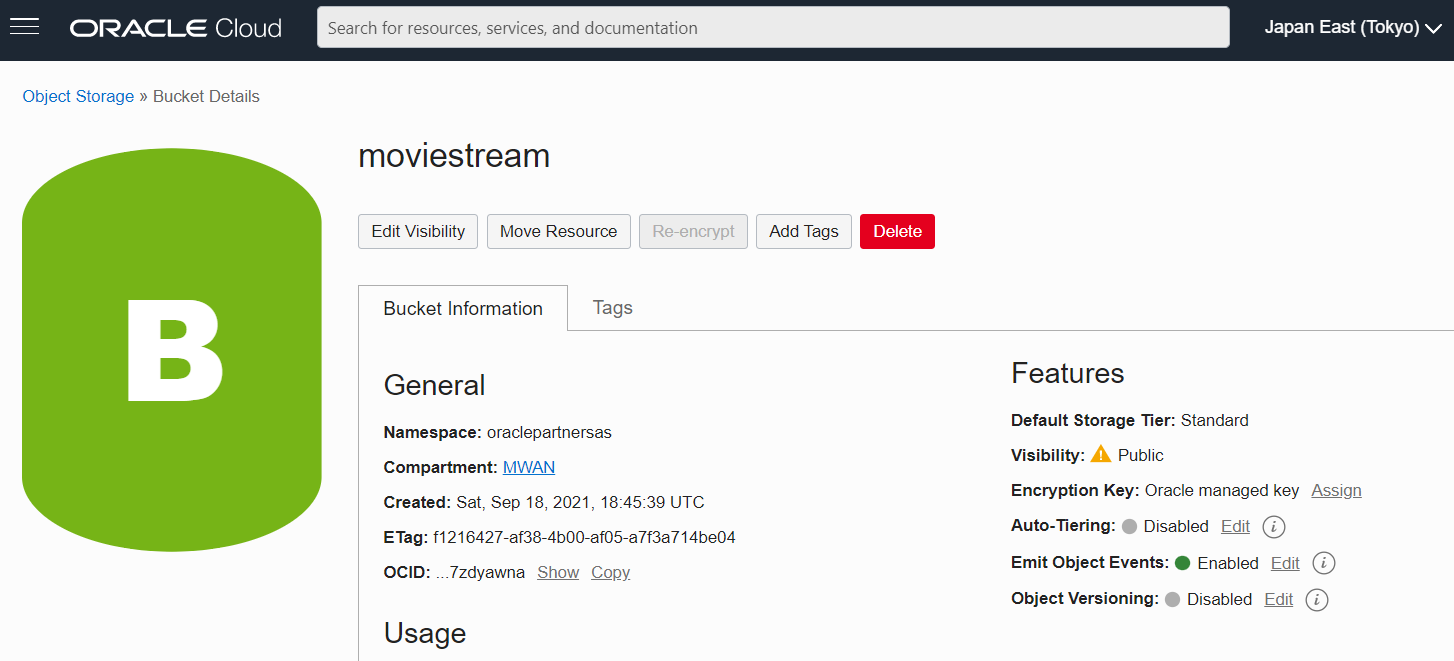 ORACLE Cloud
Search for resources, services, and documentation
Japan East (Tokyo)
Object Storage » Bucket Details
B
moviestream
Edit Visibility Move Resource Re-encrypt Add Tags Delete
Bucket Information Tags
General
Namespace: oraclepartnersas
Compartment: MWAN
Created: Sat, Sep 18, 2021, 18:45:39 UTC
ETag: f1216427-af38-4b00-af05-a7f3a714be04
OCID: ...7zdyawna Show Copy
Usage
Features
Default Storage Tier: Standard
Visibility: Public
Encryption Key: Oracle managed key Assign
Auto-Tiering: Disabled Edit i
Emit Object Events: Enabled Edit i
Object Versioning: Disabled Edit i